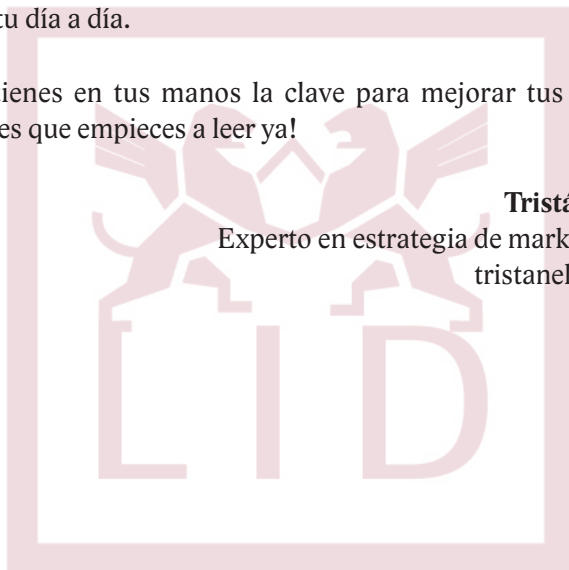 tu día a día.
ienes en tus manos la clave para mejorar tus
es que empieces a leer ya!
Tristá
Experto en estrategia de mark
tristanel
LID